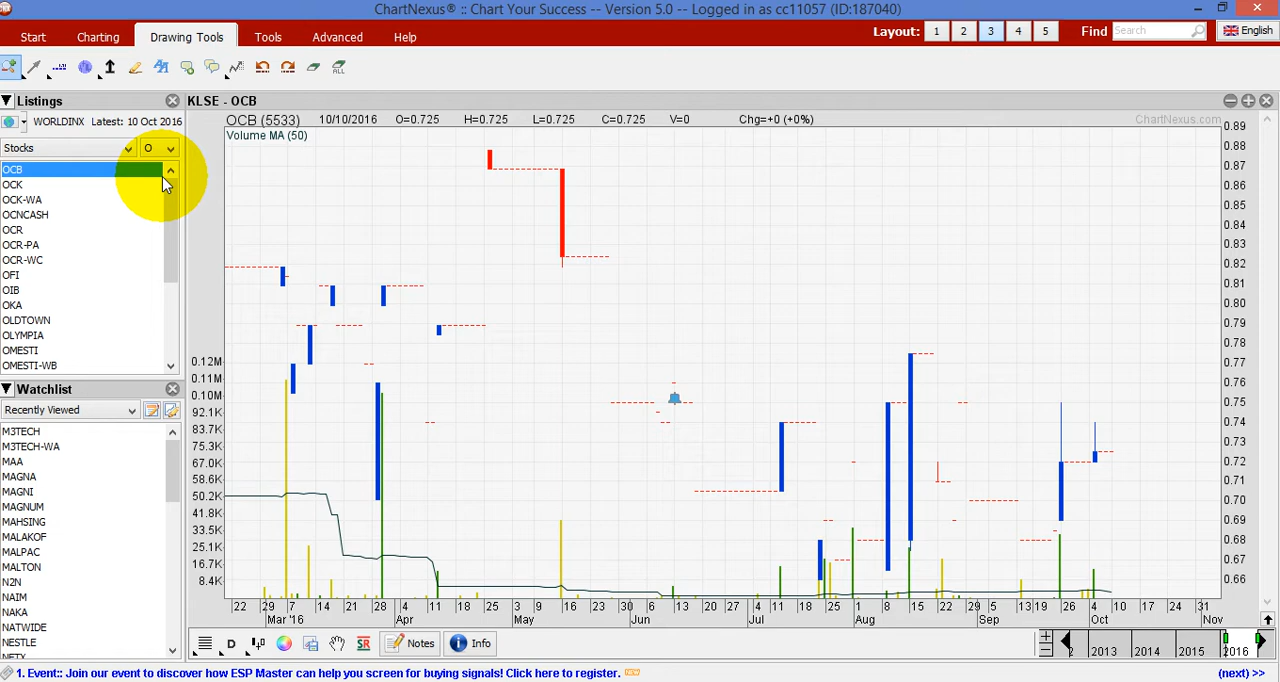 ChartNexus® :: Chart Your Success -- Version 5.0 -- Logged in as cc11057 (ID:187040)
Start Charting Drawing Tools Tools Advanced Help Layout: 1 2 3 4 5 Find Search English
ALL
Listings
WORLDINX Latest: 10 Oct 2016
Stocks O
OCB
OCK
OCK-WA
OCNCASH
OCR
OCR-PA
OCR-WC
OFI
OIB
OKA
OLDTOWN
OLYMPIA
OMESTI
OMESTI-WB
Watchlist
Recently Viewed
M3TECH
M3TECH-WA
MAA
MAGNA
MAGNI
MAGNUM
MAHSING
MALAKOF
MALPAC
MALTON
N2N
NAIM
NAKA
NATWIDE
NESTLE
KLSE - OCB
OCB (5533) 10/10/2016 O=0.725 H=0.725 L=0.725 C=0.725 V=0 Chg=+0 (+0%) ChartNexus.com
Volume MA (50)
0.89
0.88
0.87
0.86
0.85
0.84
0.83
0.82
0.81
0.80
0.79
0.78
0.77
0.76
0.75
0.74
0.73
0.72
0.71
0.70
0.69
0.68
0.67
0.66
0.12M
0.11M
0.10M
92.1K
83.7K
75.3K
67.0K
58.6K
50.2K
41.8K
33.5K
25.1K
16.7K
8.4K
22 29 7 14 21 28 4 11 18 25 3 9 16 23 30 6 13 20 27 4 11 18 25 1 8 15 22 29 5 13 19 26 3 10 17 24 31
Mar '16 Apr May Jun Jul Aug Sep Oct Nov
D SR Notes Info 2 2013 2014 2015 2016
1. Event:: Join our event to discover how ESP Master can help you screen for buying signals! Click here to register. NEW (next) >>